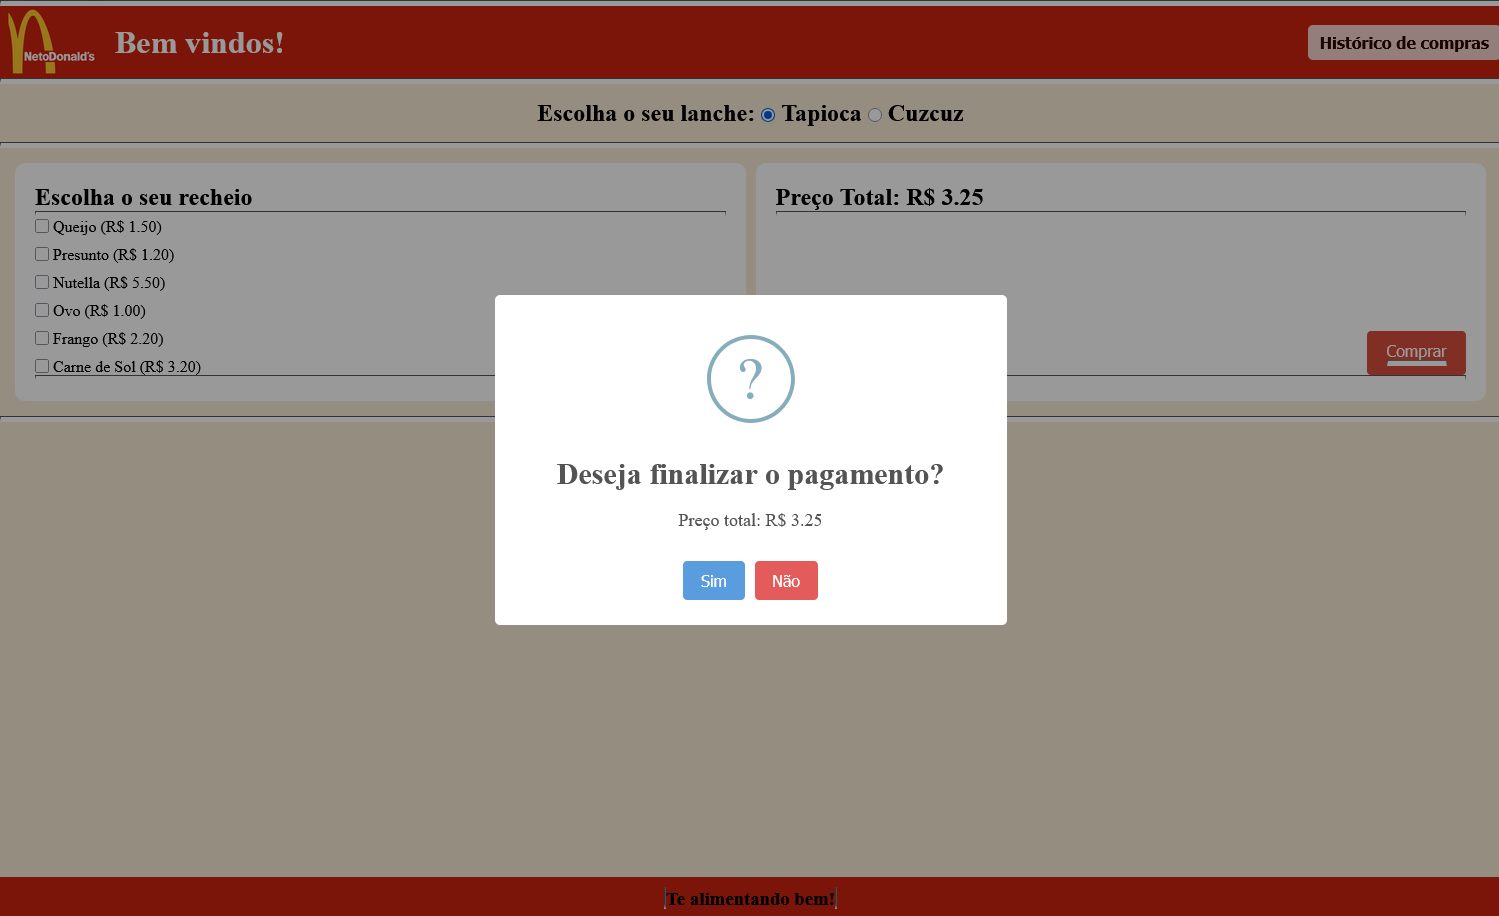 NetoDonald's
Bem vindos!
Histórico de compras
Escolha o seu lanche: Tapioca Cuzcuz
Escolha o seu recheio
Queijo (R$ 1.50)
Presunto (R$ 1.20)
Nutella (R$ 5.50)
Ovo (R$ 1.00)
Frango (R$ 2.20)
Carne de Sol (R$ 3.20)
Preço Total: R$ 3.25
Comprar
?
Deseja finalizar o pagamento?
Preço total: R$ 3.25
Sim Não
Te alimentando bem!